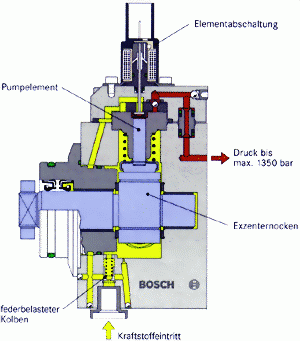 Elementabschaltung
Pumpelement
Druck bis
max. 1350 bar
Exzenternocken
BOSCH
federbelasteter
Kolben
Kraftstoffeintritt